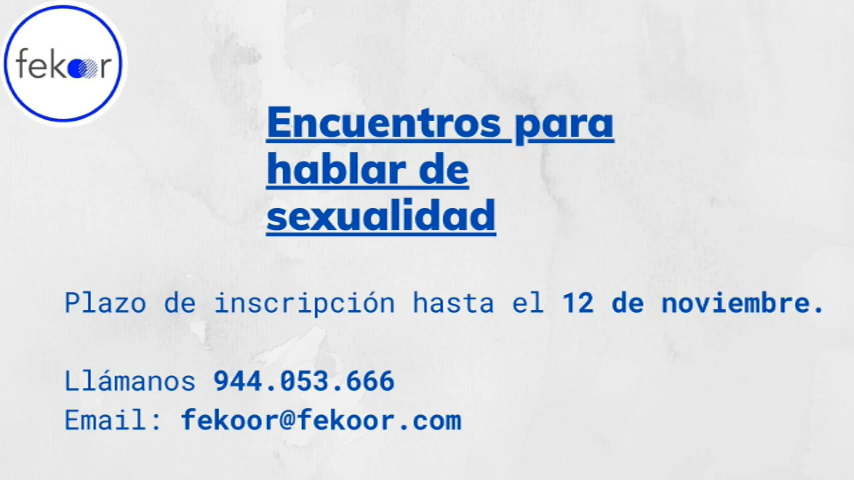 fekoor
Encuentros para
hablar de
sexualidad
Plazo de inscripción hasta el 12 de noviembre.
Llámanos 944.053.666
Email: fekoor@fekoor.com